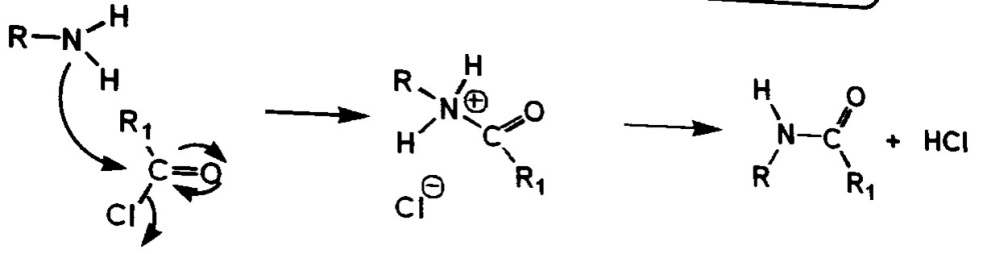 R—N
H
H
R₁
C=O
Cl
R
H
N⊕
H
C
O
R₁
Cl⊖
H
N—C
O
R
R₁
+ HCl